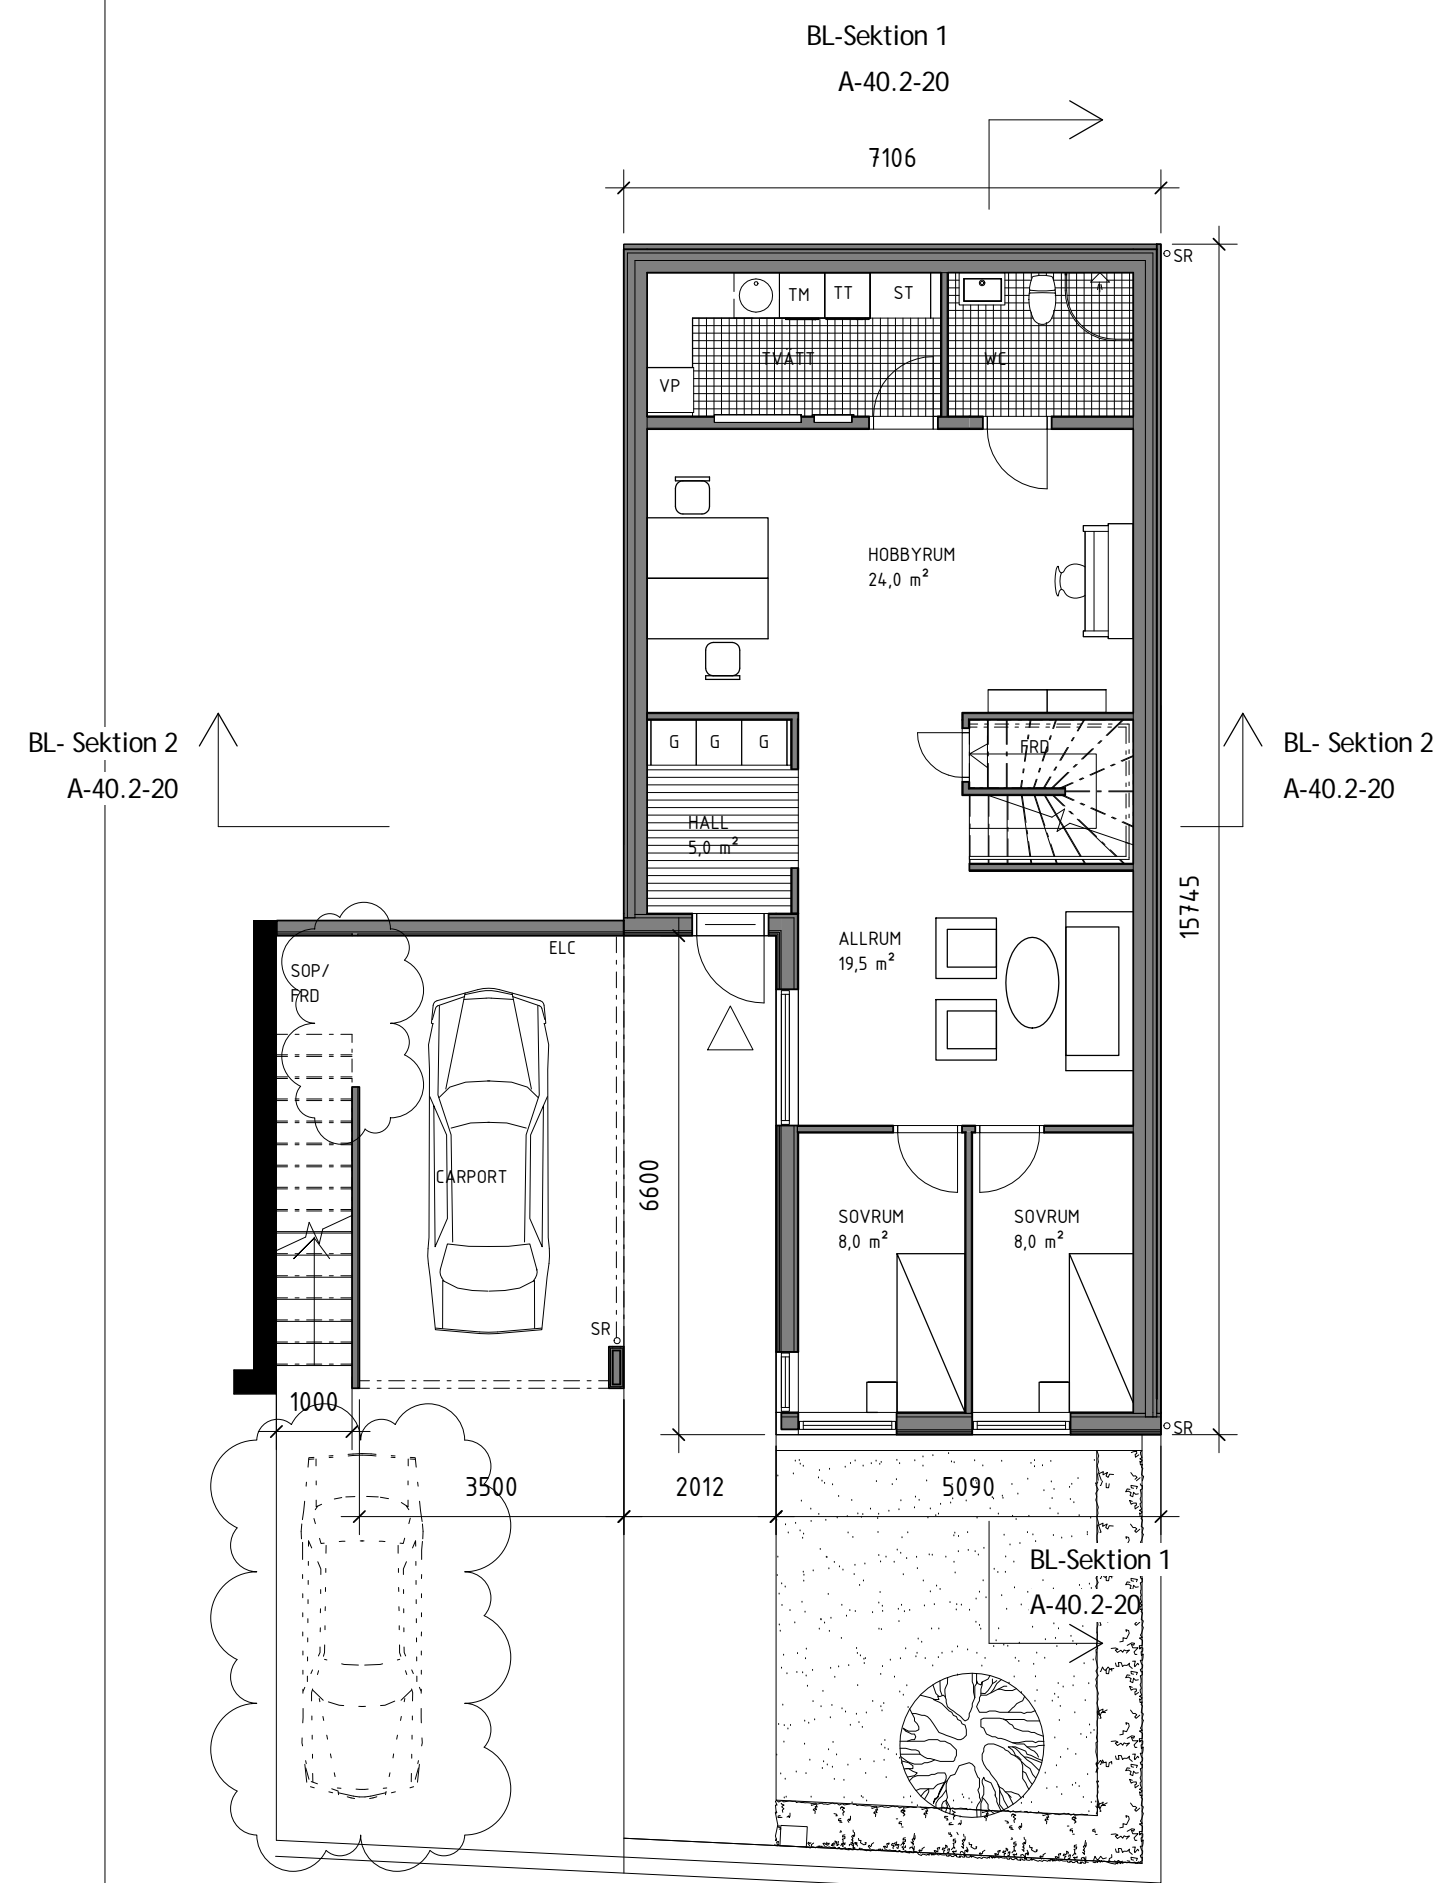 BL-Sektion 1
A-40.2-20
7106
SR
TM
TT
ST
TVÄTT
WC
VP
HOBBYRUM
24,0 m²
BL- Sektion 2
A-40.2-20
G
G
G
FRD
BL- Sektion 2
A-40.2-20
HALL
5,0 m²
15745
ELC
SOP/
FRD
ALLRUM
19,5 m²
CARPORT
6600
SOVRUM
8,0 m²
SOVRUM
8,0 m²
SR
1000
SR
3500
2012
5090
BL-Sektion 1
A-40.2-20